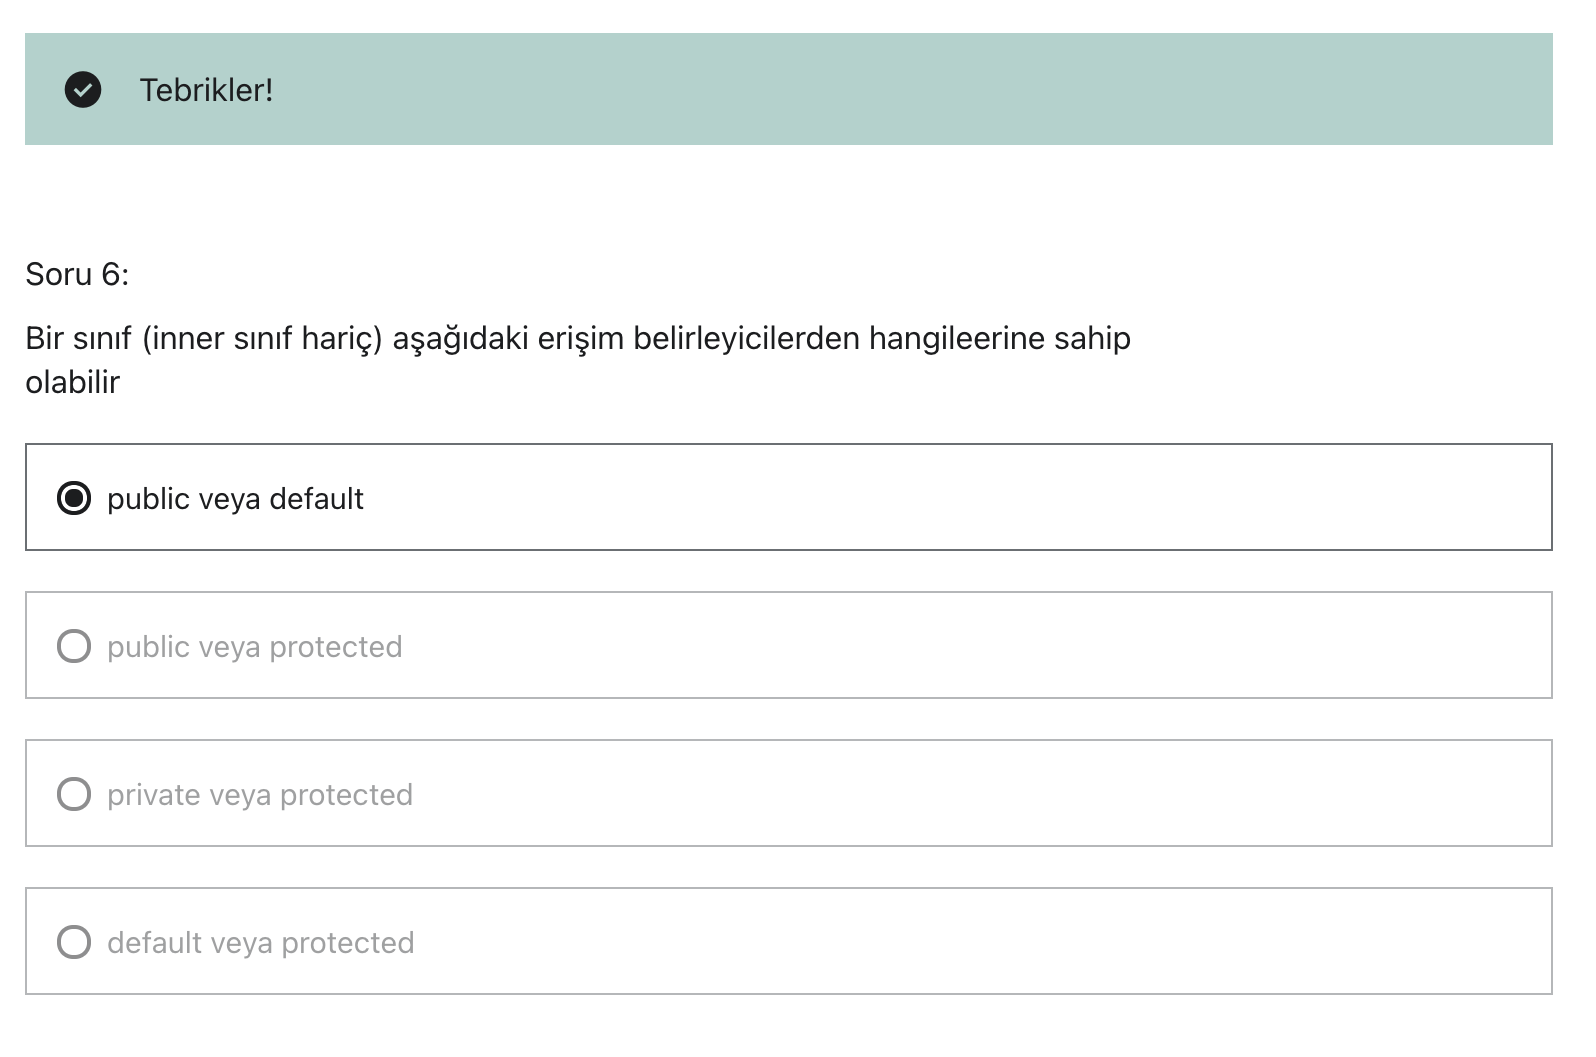 Tebrikler!
Soru 6:
Bir sınıf (inner sınıf hariç) aşağıdaki erişim belirleyicilerden hangileerine sahip
olabilir
public veya default
public veya protected
private veya protected
default veya protected